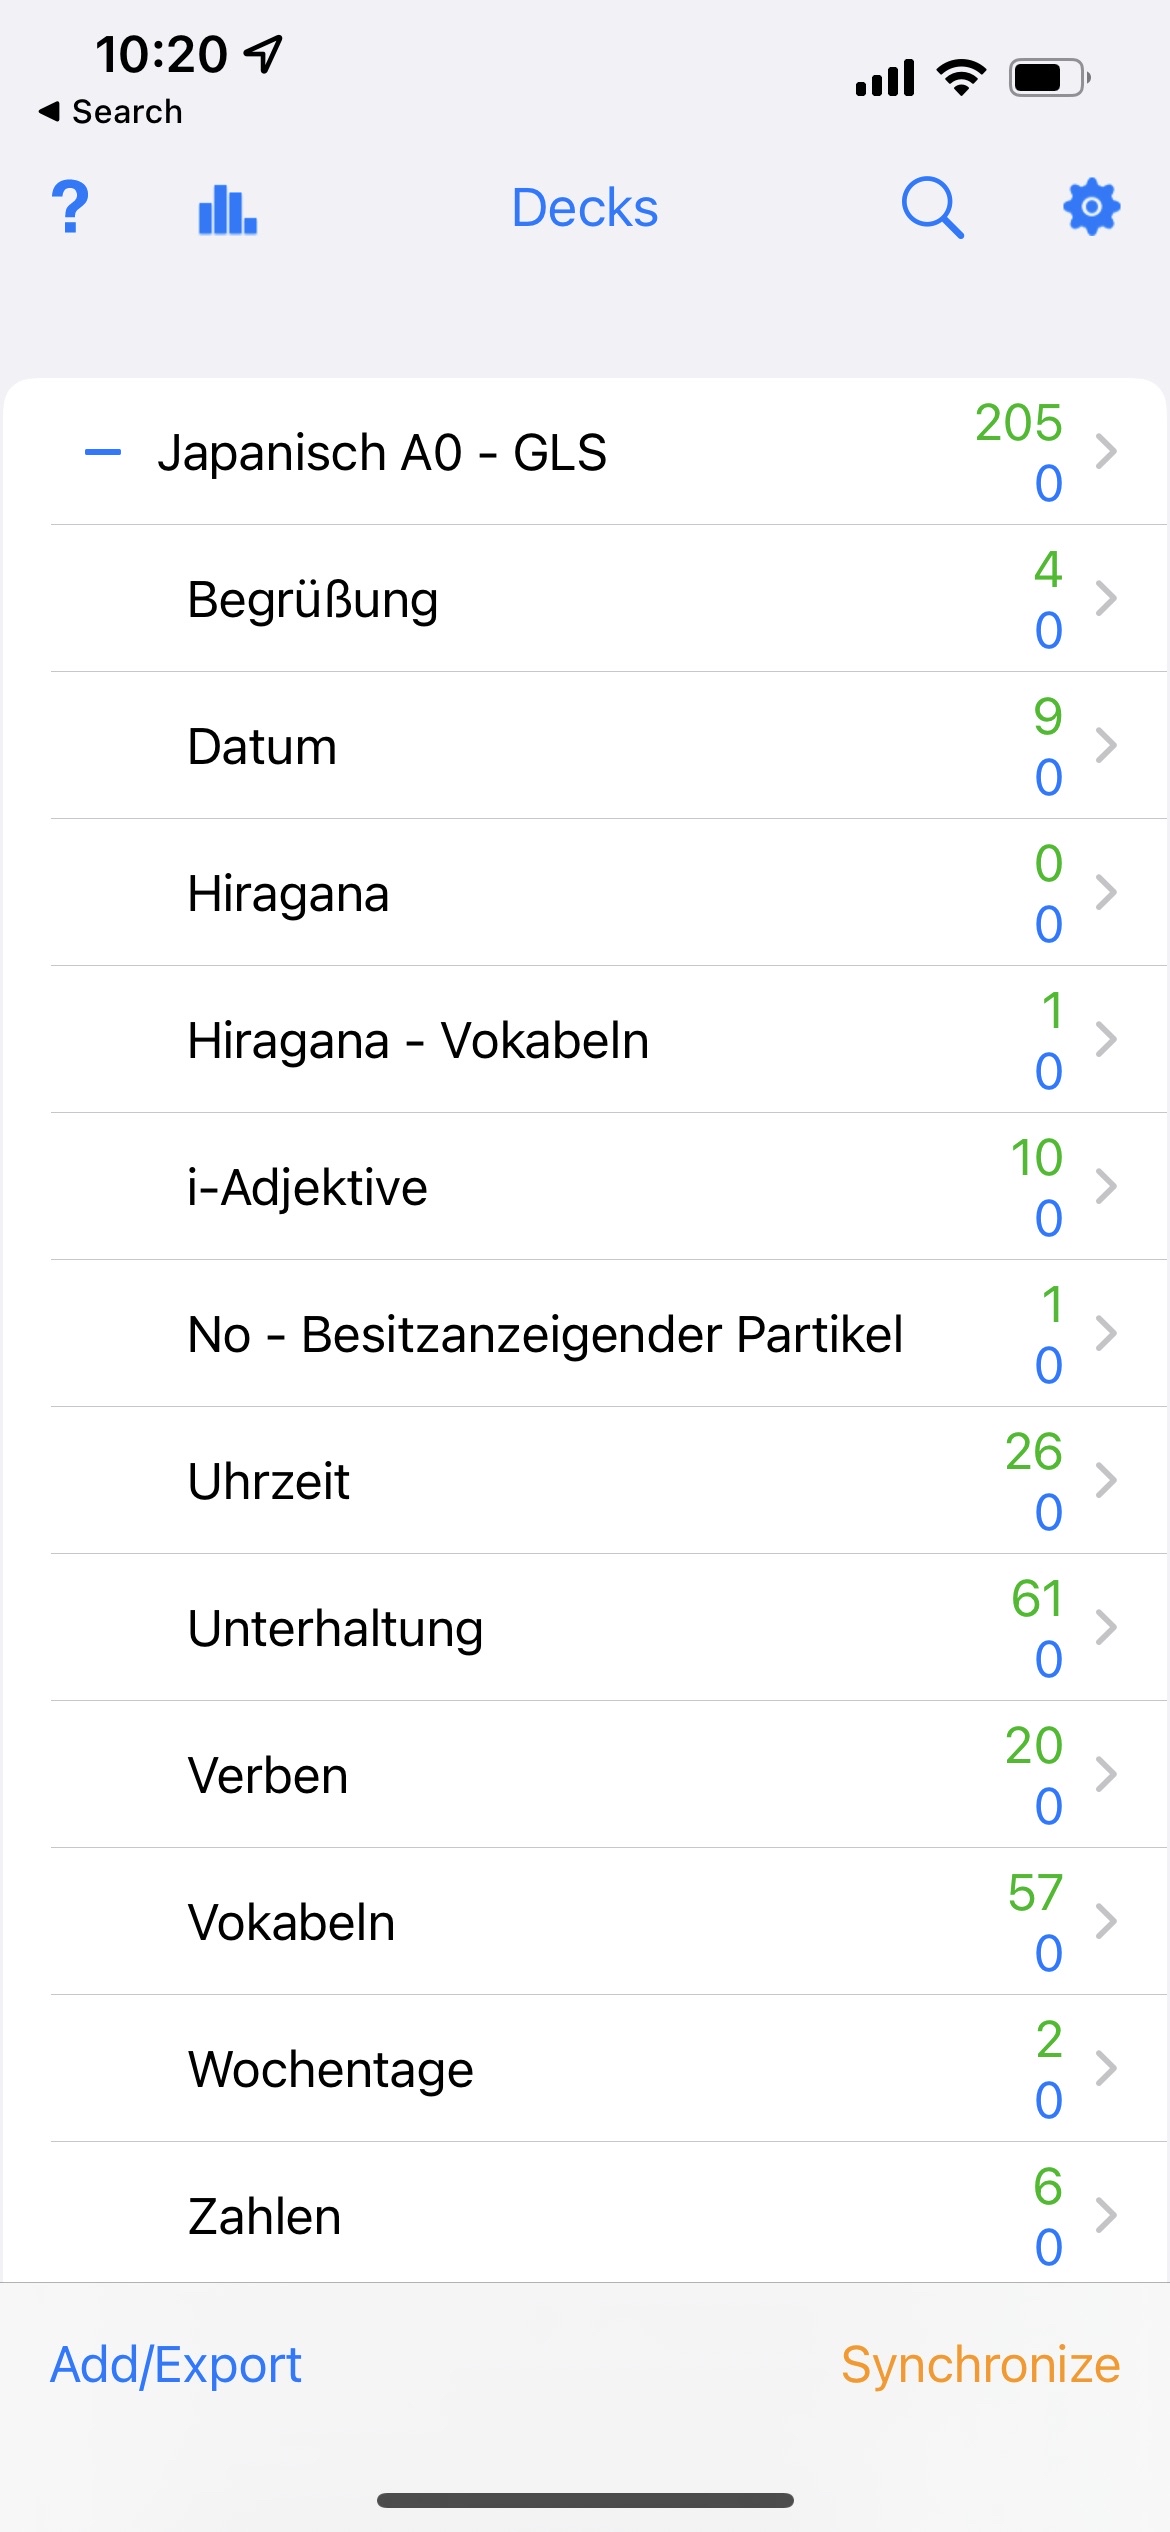 10:20
◀ Search
? Decks
Japanisch A0 - GLS 205 0
Begrüßung 4 0
Datum 9 0
Hiragana 0 0
Hiragana - Vokabeln 1 0
i-Adjektive 10 0
No - Besitzanzeigender Partikel 1 0
Uhrzeit 26 0
Unterhaltung 61 0
Verben 20 0
Vokabeln 57 0
Wochentage 2 0
Zahlen 6 0
Add/Export Synchronize